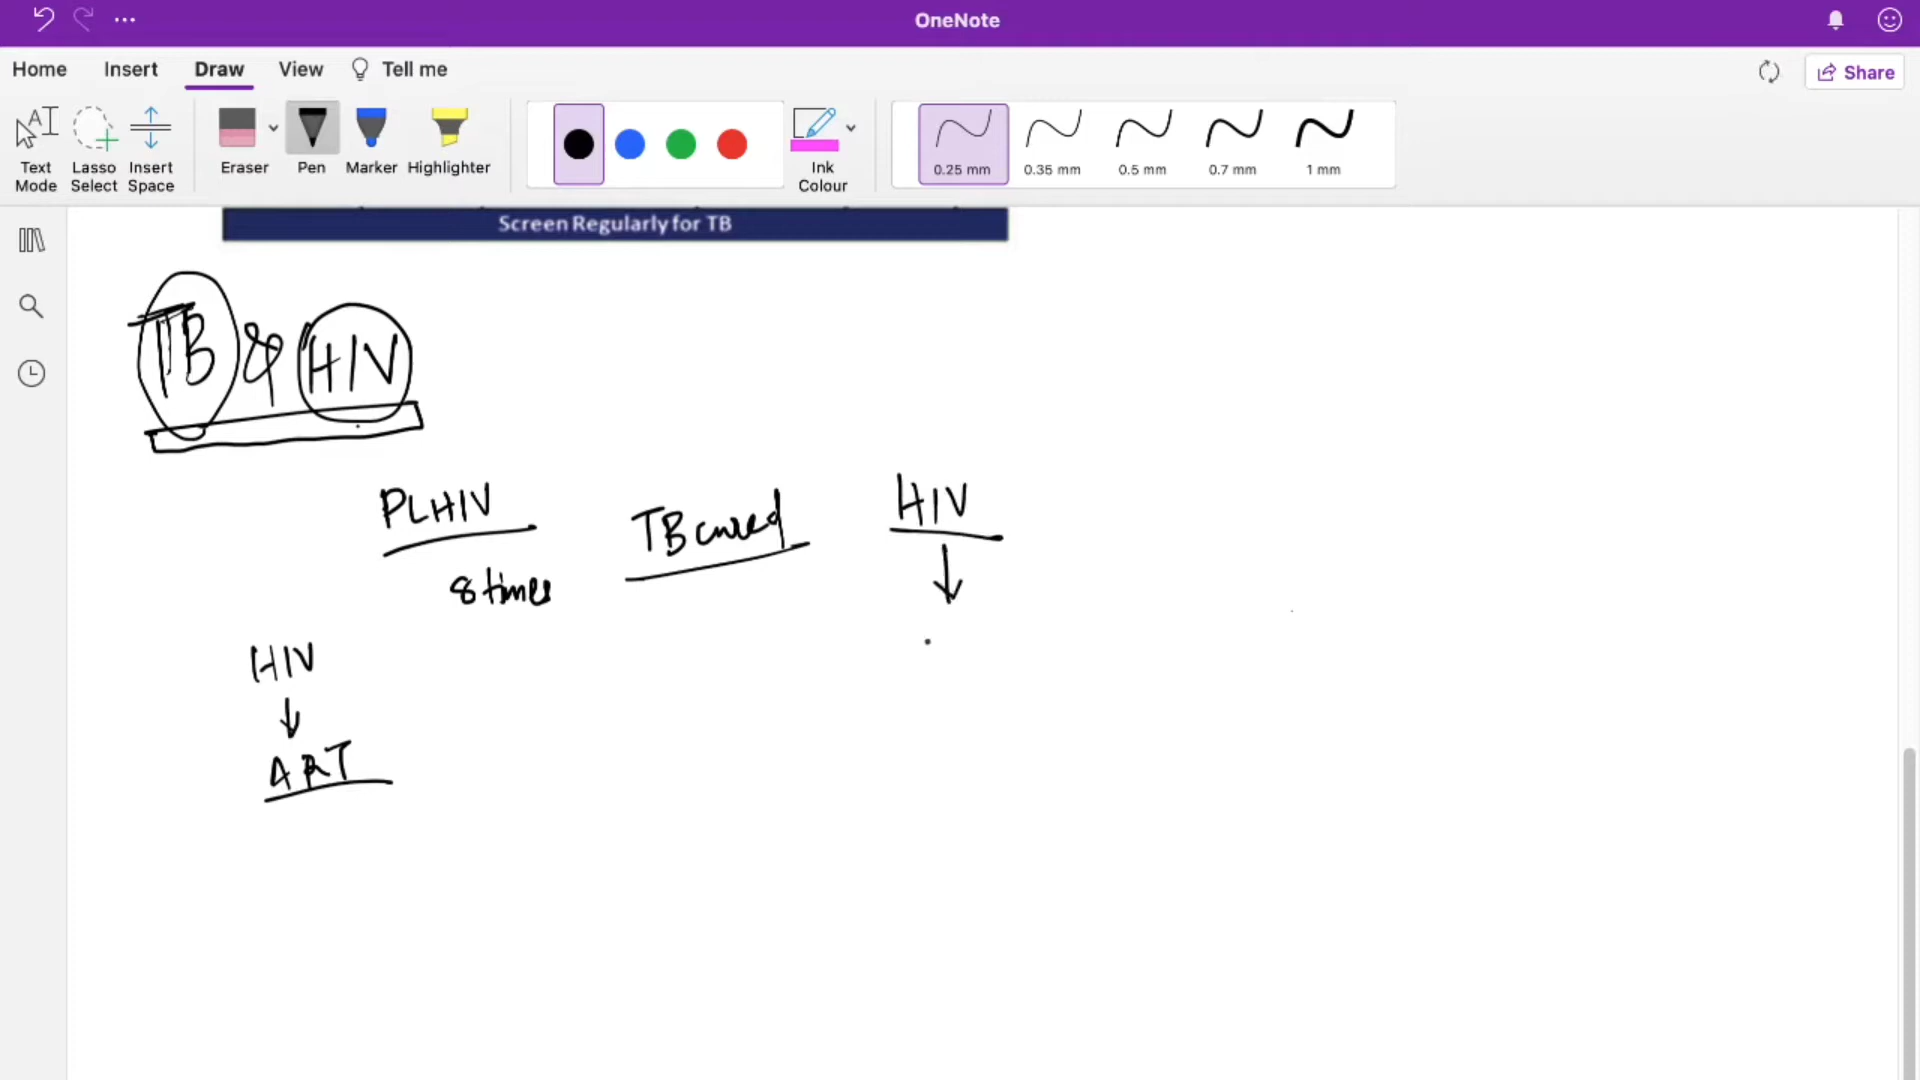 OneNote
Home Insert Draw View Tell me
Share
Text Mode
Lasso Select
Insert Space
Eraser
Pen
Marker
Highlighter
Ink Colour
0.25 mm
0.35 mm
0.5 mm
0.7 mm
1 mm
Screen Regularly for TB
TB & HIV
PLHIV
8 times
TB cured
HIV
HIV
ART